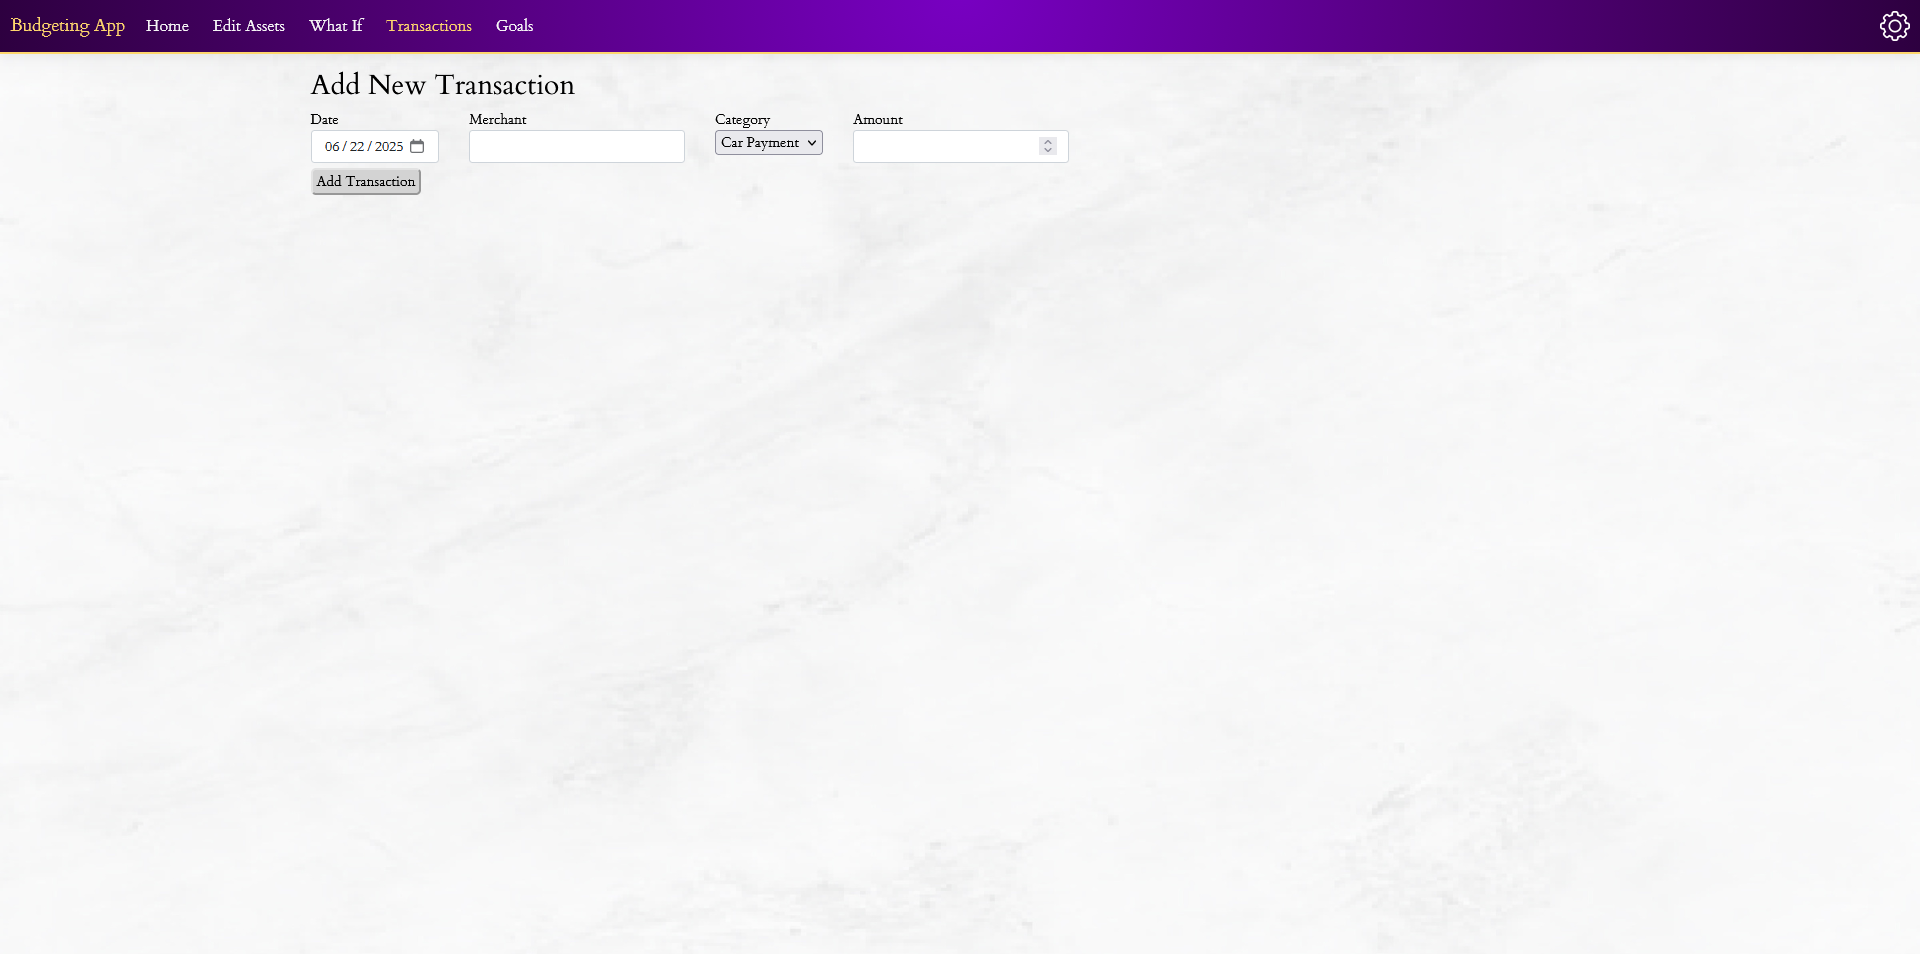 Budgeting App Home Edit Assets What If Transactions Goals
Add New Transaction
Date Merchant Category Amount
06 / 22 / 2025 Car Payment
Add Transaction